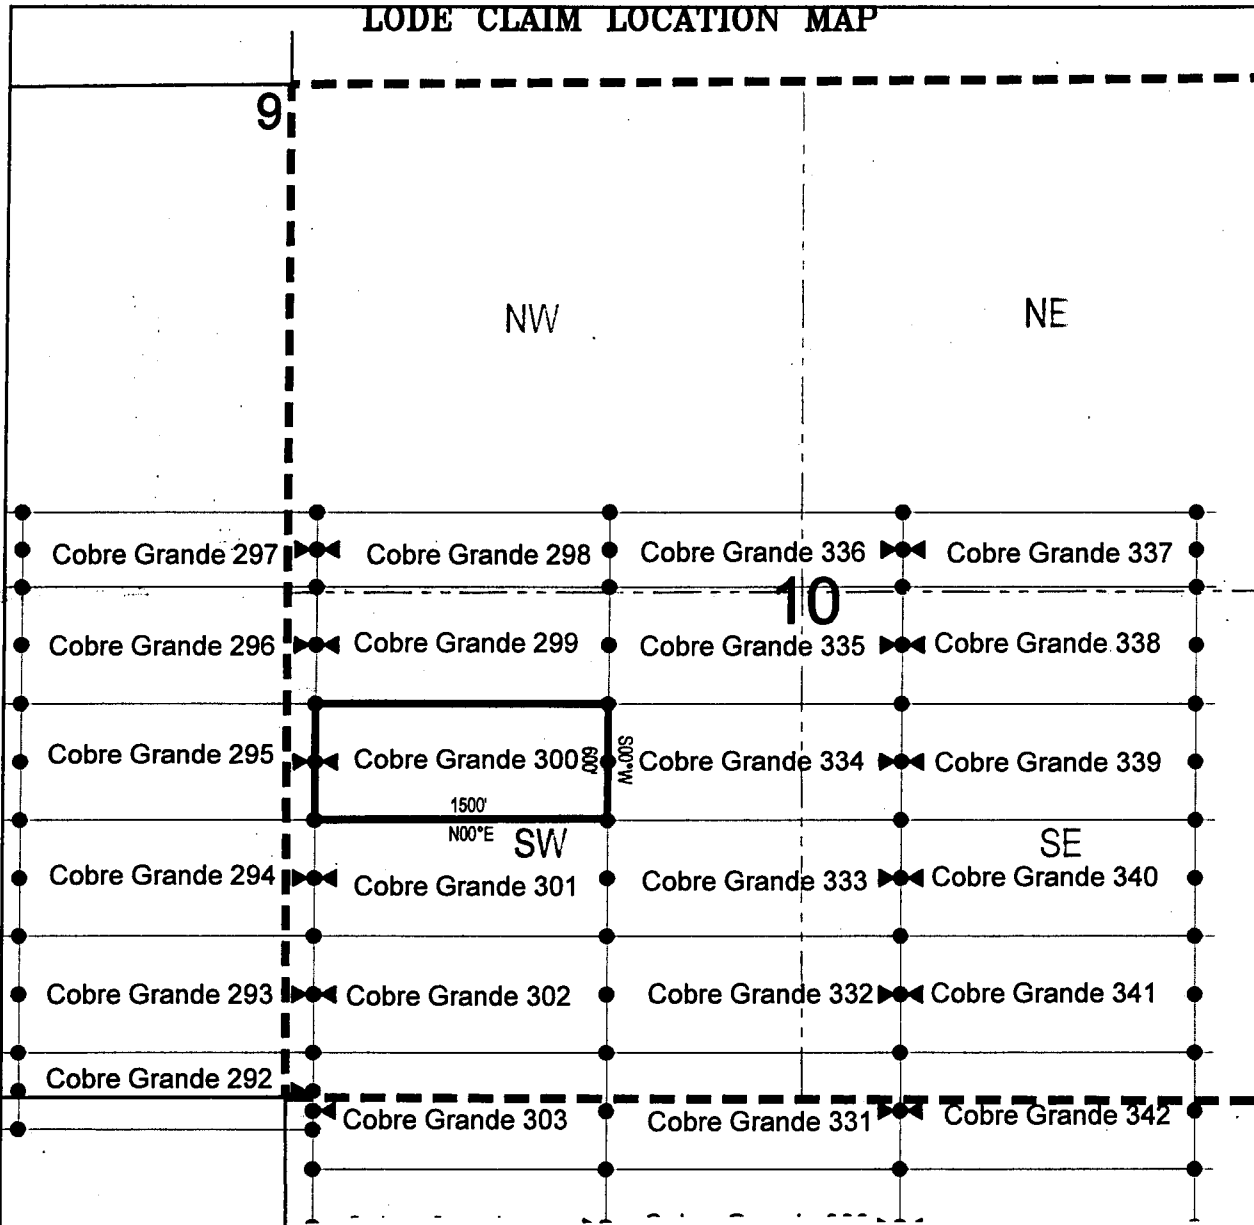 LODE CLAIM LOCATION MAP
9
NW
NE
Cobre Grande 297
Cobre Grande 298
Cobre Grande 336
Cobre Grande 337
10
Cobre Grande 296
Cobre Grande 299
Cobre Grande 335
Cobre Grande 338
Cobre Grande 295
Cobre Grande 300
600'
S00°W
Cobre Grande 334
Cobre Grande 339
1500'
N00°E
SW
SE
Cobre Grande 294
Cobre Grande 301
Cobre Grande 333
Cobre Grande 340
Cobre Grande 293
Cobre Grande 302
Cobre Grande 332
Cobre Grande 341
Cobre Grande 292
Cobre Grande 303
Cobre Grande 331
Cobre Grande 342